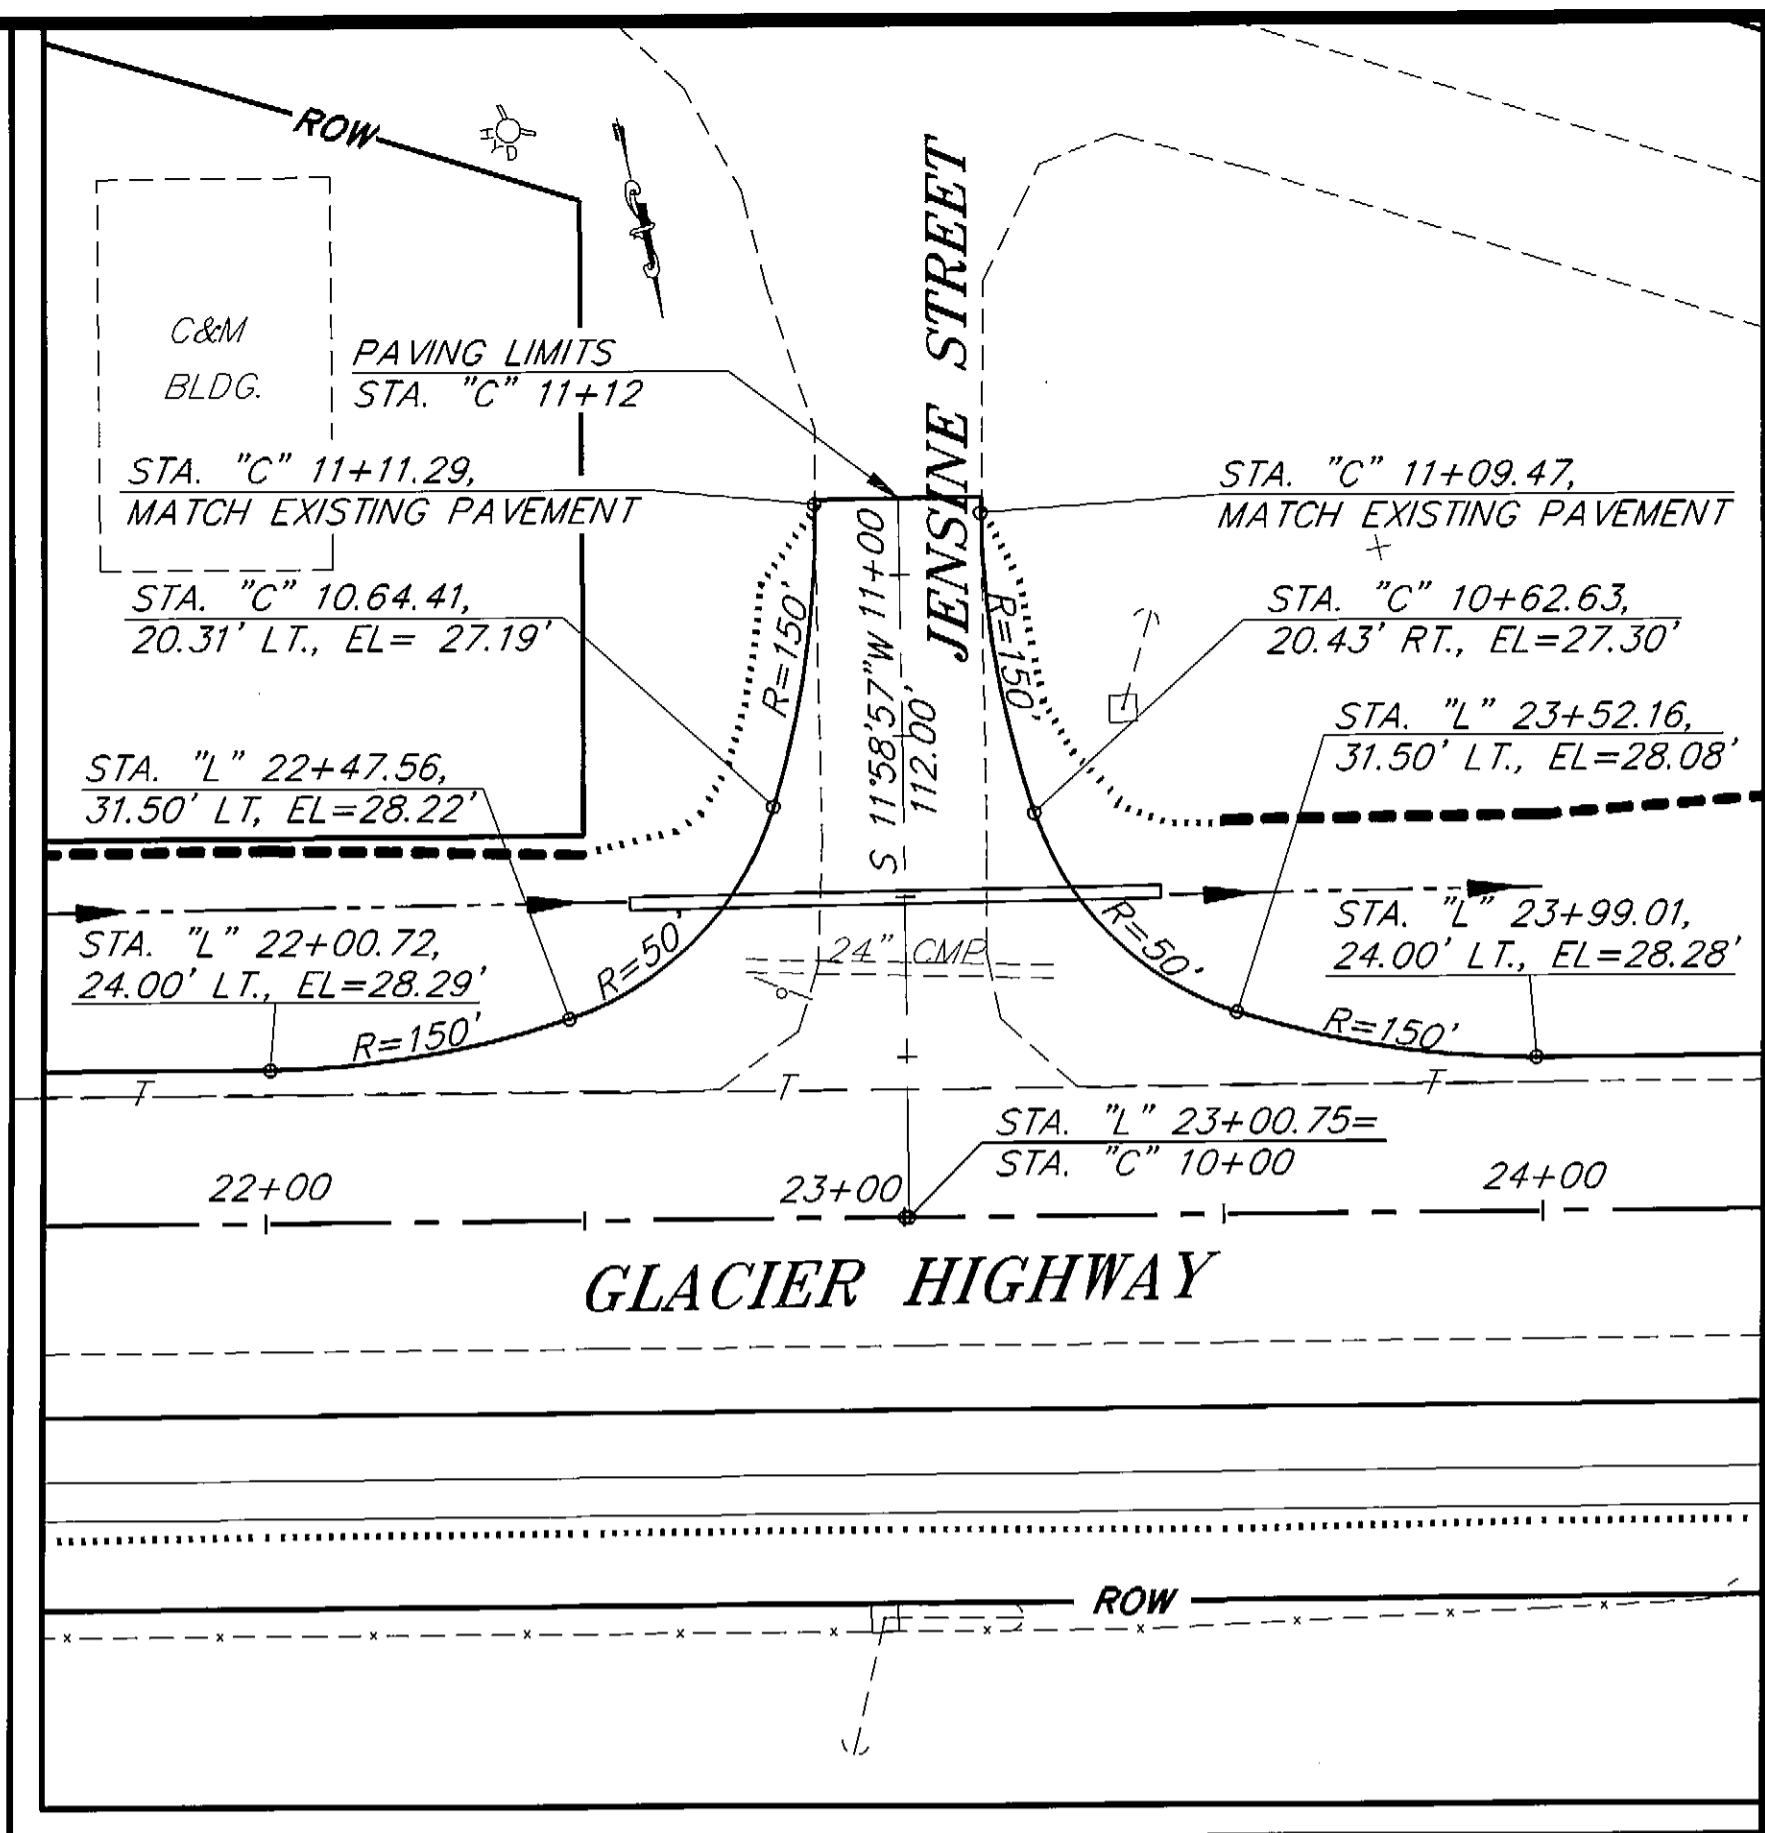 ROW
HYD
JENSINE STREET
C&M
BLDG.
PAVING LIMITS
STA. "C" 11+12
STA. "C" 11+11.29,
MATCH EXISTING PAVEMENT
STA. "C" 11+09.47,
MATCH EXISTING PAVEMENT
STA. "C" 10.64.41,
20.31' LT., EL= 27.19'
STA. "C" 10+62.63,
20.43' RT., EL=27.30'
R=150'
S 11°58'57"W 11+00
112.00'
R=150'
STA. "L" 22+47.56,
31.50' LT, EL=28.22'
STA. "L" 23+52.16,
31.50' LT., EL=28.08'
STA. "L" 22+00.72,
24.00' LT., EL=28.29'
STA. "L" 23+99.01,
24.00' LT., EL=28.28'
R=50'
24" CMP
R=50'
R=150'
R=150'
T
T
T
STA. "L" 23+00.75=
STA. "C" 10+00
22+00
23+00
24+00
GLACIER HIGHWAY
ROW